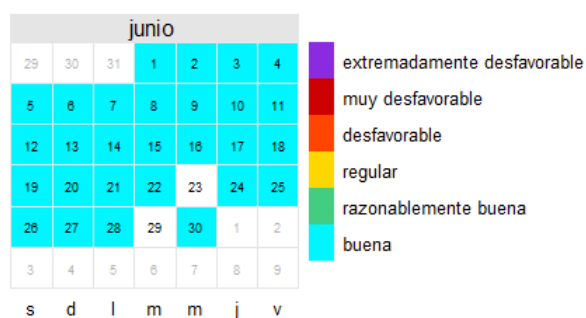 junio
29 30 31 1 2 3 4
5 6 7 8 9 10 11
12 13 14 15 16 17 18
19 20 21 22 23 24 25
26 27 28 29 30 1 2
3 4 5 6 7 8 9
s d l m m j v
extremadamente desfavorable
muy desfavorable
desfavorable
regular
razonablemente buena
buena